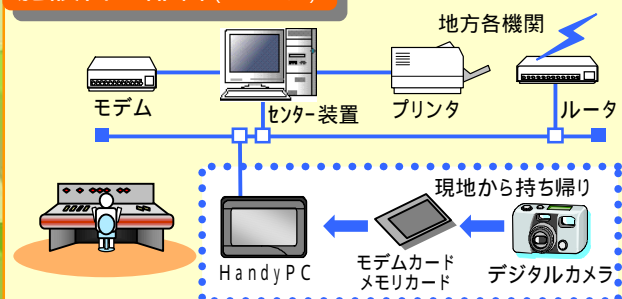 地方各機関
モデム
センター装置
プリンタ
ルータ
現地から持ち帰り
HandyPC
モデムカード
メモリカード
デジタルカメラ